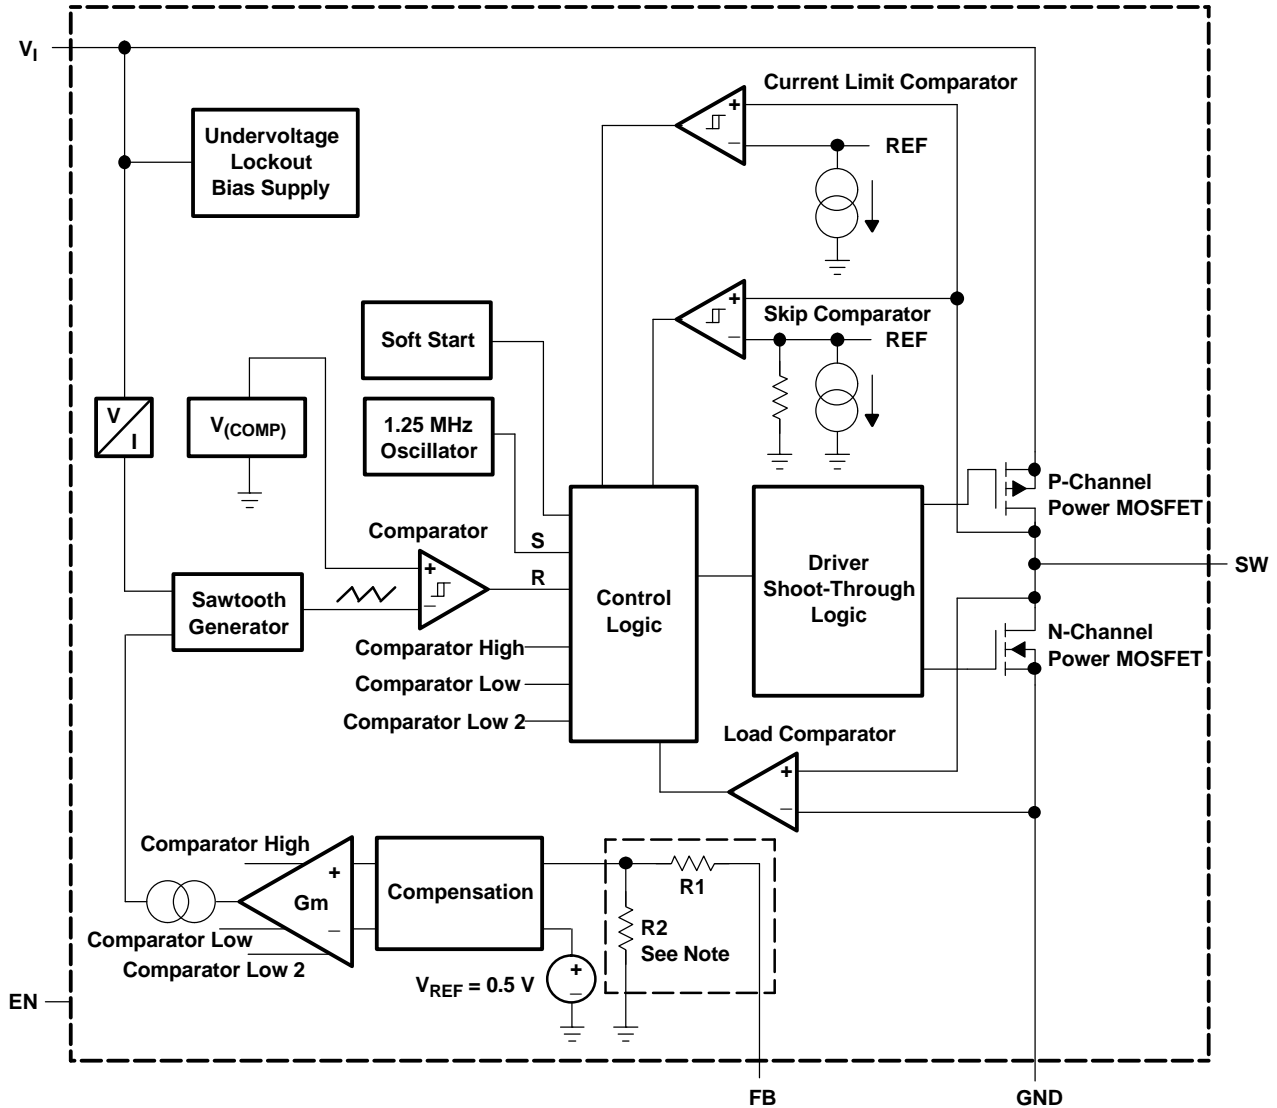 V_I
Current Limit Comparator
+
−
REF
Undervoltage
Lockout
Bias Supply
Skip Comparator
+
−
REF
Soft Start
V
I
V(COMP)
1.25 MHz
Oscillator
P-Channel
Power MOSFET
Comparator
+
−
S
R
Control
Logic
Driver
Shoot-Through
Logic
SW
Sawtooth
Generator
N-Channel
Power MOSFET
Comparator High
Comparator Low
Comparator Low 2
Load Comparator
+
−
Comparator High
+
Gm
−
Comparator Low
Comparator Low 2
Compensation
R1
R2
See Note
V_REF = 0.5 V
+
−
EN
FB
GND